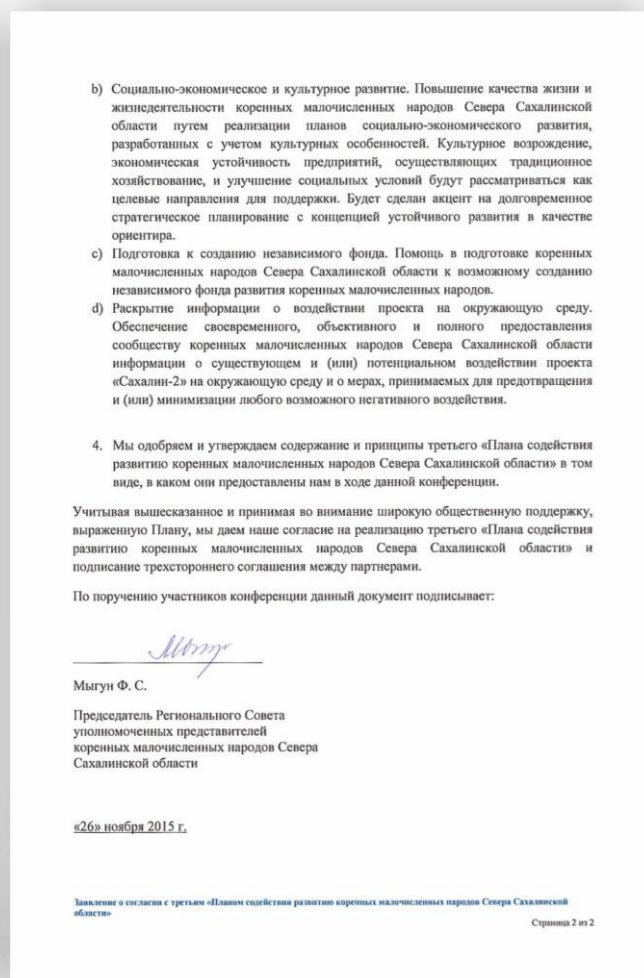 b) Социально-экономическое и культурное развитие. Повышение качества жизни и
жизнедеятельности коренных малочисленных народов Севера Сахалинской
области путем реализации планов социально-экономического развития,
разработанных с учетом культурных особенностей. Культурное возрождение,
экономическая устойчивость предприятий, осуществляющих традиционное
хозяйствование, и улучшение социальных условий будут рассматриваться как
целевые направления для поддержки. Будет сделан акцент на долговременное
стратегическое планирование с концепцией устойчивого развития в качестве
ориентира.
c) Подготовка к созданию независимого фонда. Помощь в подготовке коренных
малочисленных народов Севера Сахалинской области к возможному созданию
независимого фонда развития коренных малочисленных народов.
d) Раскрытие информации о воздействии проекта на окружающую среду.
Обеспечение своевременного, объективного и полного предоставления
сообществу коренных малочисленных народов Севера Сахалинской области
информации о существующем и (или) потенциальном воздействии проекта
«Сахалин-2» на окружающую среду и о мерах, принимаемых для предотвращения
и (или) минимизации любого возможного негативного воздействия.
4. Мы одобряем и утверждаем содержание и принципы третьего «Плана содействия
развитию коренных малочисленных народов Севера Сахалинской области» в том
виде, в каком они предоставлены нам в ходе данной конференции.
Учитывая вышесказанное и принимая во внимание широкую общественную поддержку,
выраженную Плану, мы даем наше согласие на реализацию третьего «Плана содействия
развитию коренных малочисленных народов Севера Сахалинской области» и
подписание трехстороннего соглашения между партнерами.
По поручению участников конференции данный документ подписывает:
Мыгун Ф. С.
Председатель Регионального Совета
уполномоченных представителей
коренных малочисленных народов Севера
Сахалинской области
«26» ноября 2015 г.
Заявление о согласии с третьим «Планом содействия развитию коренных малочисленных народов Севера Сахалинской
области»
Страница 2 из 2